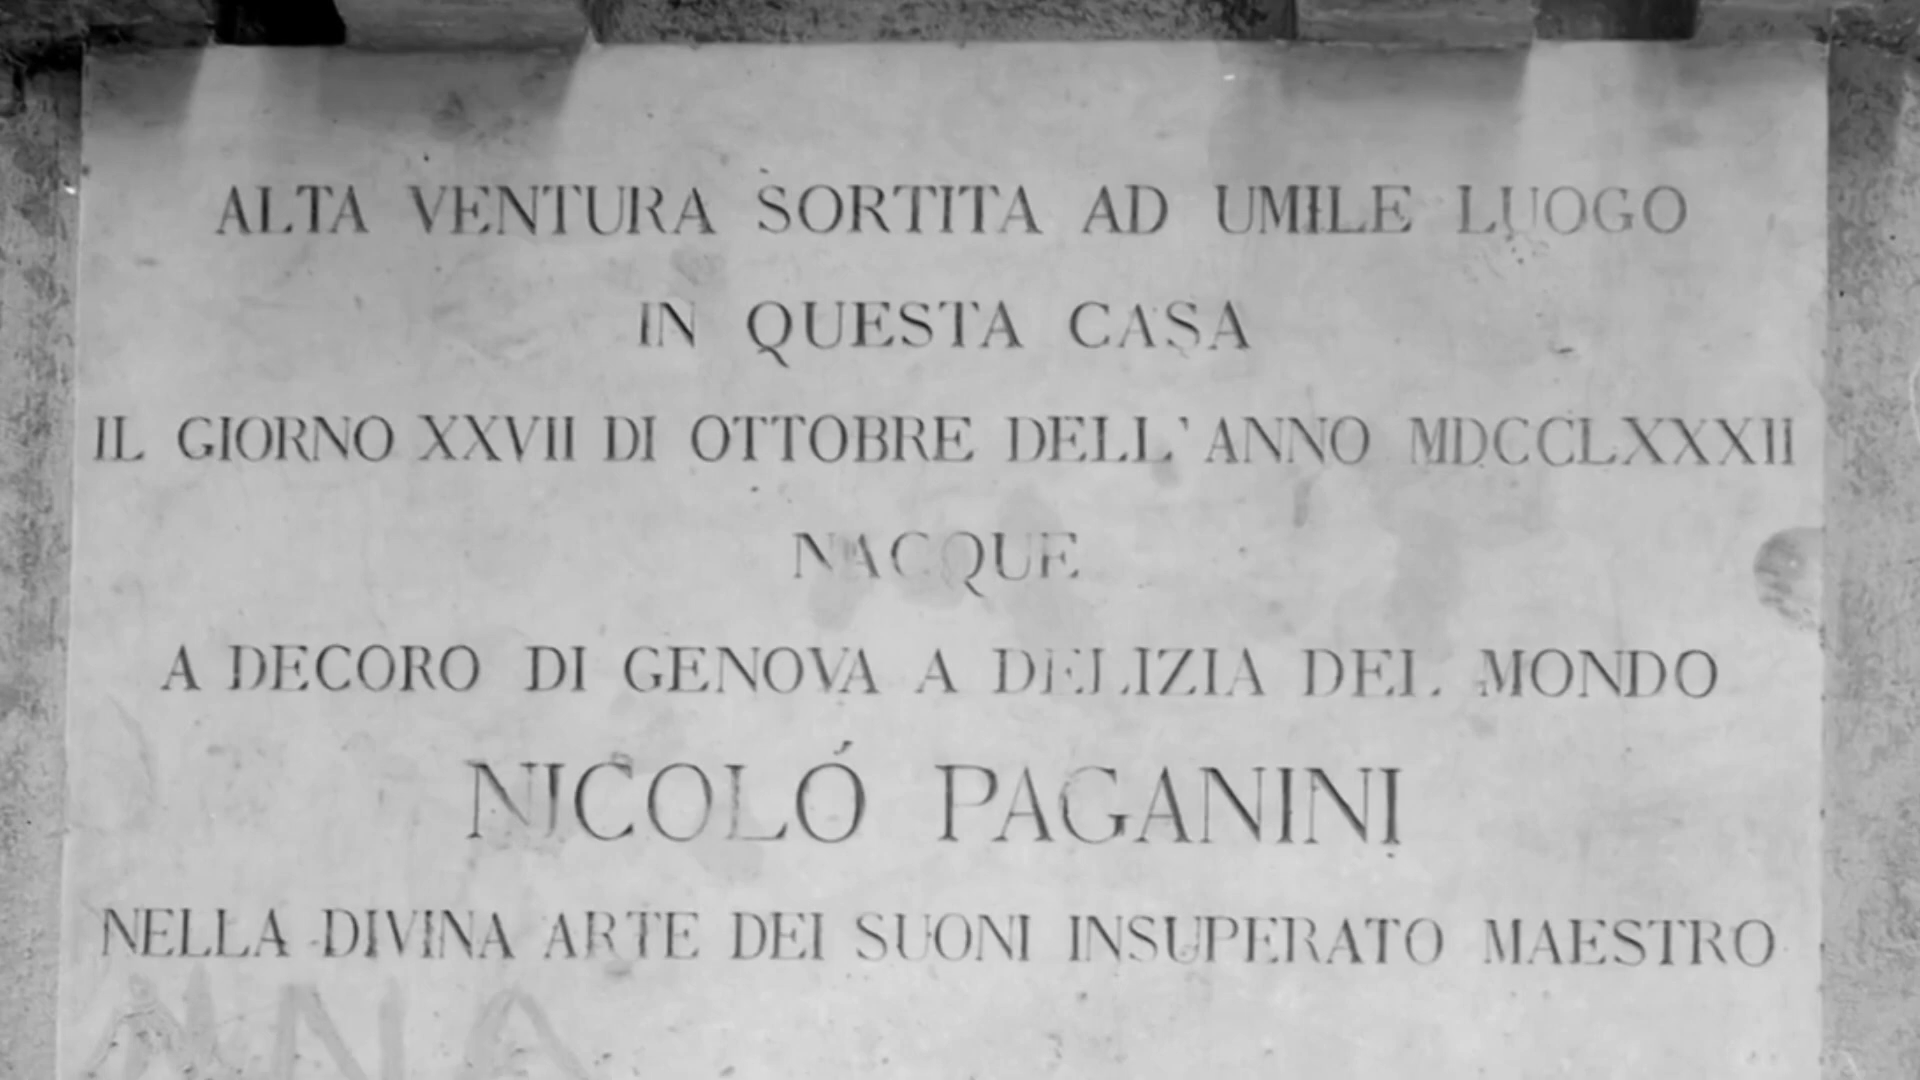 ALTA VENTURA SORTITA AD UMILE LUOGO
IN QUESTA CASA
IL GIORNO XXVII DI OTTOBRE DELL'ANNO MDCCLXXXII
NACQUE
A DECORO DI GENOVA A DELIZIA DEL MONDO
NICOLÓ PAGANINI
NELLA DIVINA ARTE DEI SUONI INSUPERATO MAESTRO